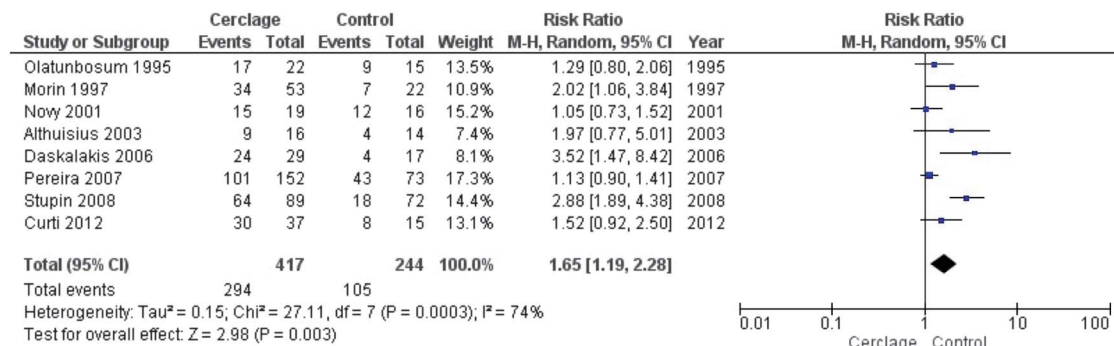 Cerclage Control Risk Ratio Risk Ratio
Study or Subgroup Events Total Events Total Weight M-H, Random, 95% CI Year M-H, Random, 95% CI
Olatunbosum 1995 17 22 9 15 13.5% 1.29 [0.80, 2.06] 1995
Morin 1997 34 53 7 22 10.9% 2.02 [1.06, 3.84] 1997
Novy 2001 15 19 12 16 15.2% 1.05 [0.73, 1.52] 2001
Althuisius 2003 9 16 4 14 7.4% 1.97 [0.77, 5.01] 2003
Daskalakis 2006 24 29 4 17 8.1% 3.52 [1.47, 8.42] 2006
Pereira 2007 101 152 43 73 17.3% 1.13 [0.90, 1.41] 2007
Stupin 2008 64 89 18 72 14.4% 2.88 [1.89, 4.38] 2008
Curti 2012 30 37 8 15 13.1% 1.52 [0.92, 2.50] 2012
Total (95% CI) 417 244 100.0% 1.65 [1.19, 2.28]
Total events 294 105
Heterogeneity: Tau² = 0.15; Chi² = 27.11, df = 7 (P = 0.0003); I² = 74%
Test for overall effect: Z = 2.98 (P = 0.003)
0.01 0.1 1 10 100
Cerclage Control